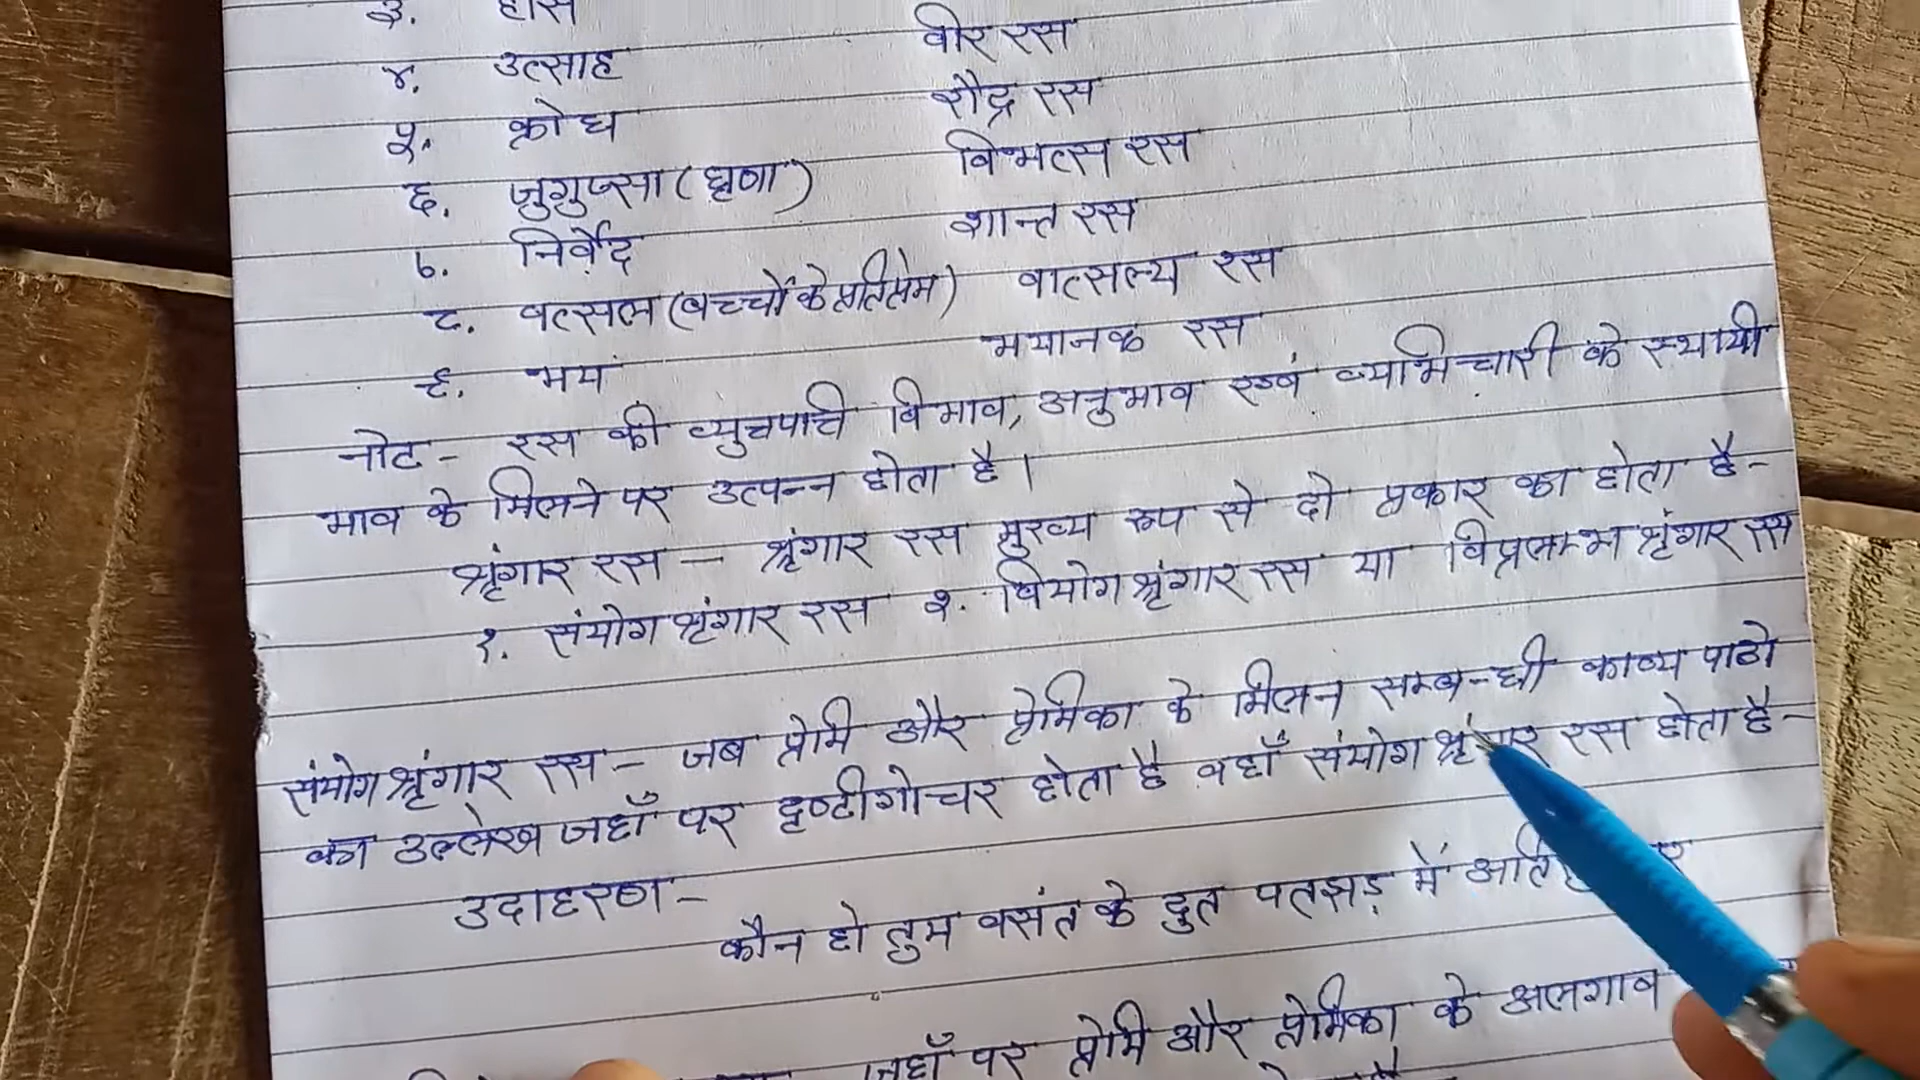 ३. हास
४. उत्साह वीर रस
५. क्रोध रौद्र रस
६. जुगुप्सा (घृणा) विभत्स रस
७. निर्वेद शान्त रस
८. वत्सल (बच्चों के प्रति प्रेम) वात्सल्य रस
९. भय भयानक रस
नोट- रस की व्युत्पत्ति विभाव, अनुभाव एवं व्यभिचारी के स्थायी
भाव के मिलने पर उत्पन्न होता है।
श्रृंगार रस - श्रृंगार रस मुख्य रूप से दो प्रकार का होता है-
१. संयोग श्रृंगार रस २. वियोग श्रृंगार रस या विप्रलम्भ श्रृंगार रस
संयोग श्रृंगार रस- जब प्रेमि और प्रेमिका के मिलन सम्बन्धी काव्य पाठो
का उल्लेख जहाँ पर दृष्टीगोचर होता है वहाँ संयोग श्रृंगार रस होता है-
उदाहरण-
कौन हो तुम वसंत के दुत पतझड़ में
जहाँ पर प्रेमि और प्रेमिका के अलगाव